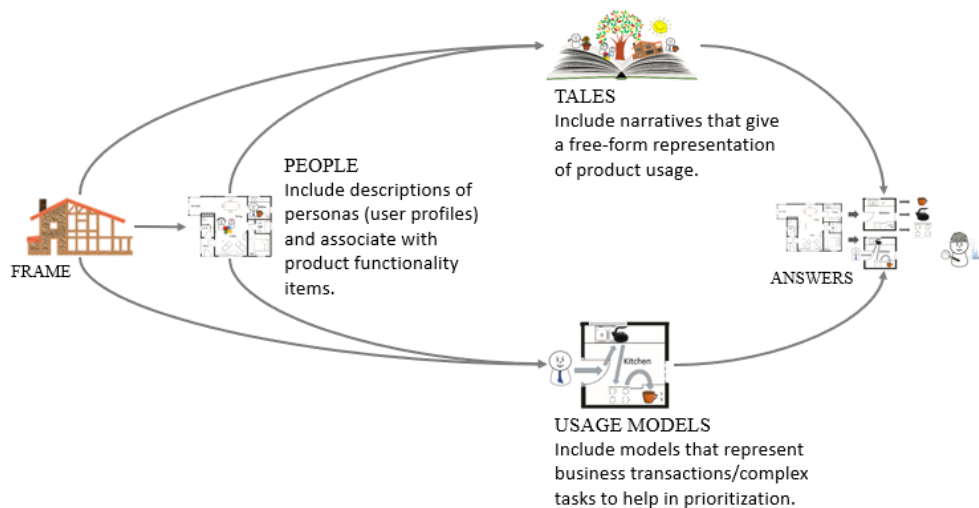 TALES
Include narratives that give
a free-form representation
of product usage.
PEOPLE
Include descriptions of
personas (user profiles)
and associate with
product functionality
items.
FRAME
ANSWERS
Kitchen
USAGE MODELS
Include models that represent
business transactions/complex
tasks to help in prioritization.